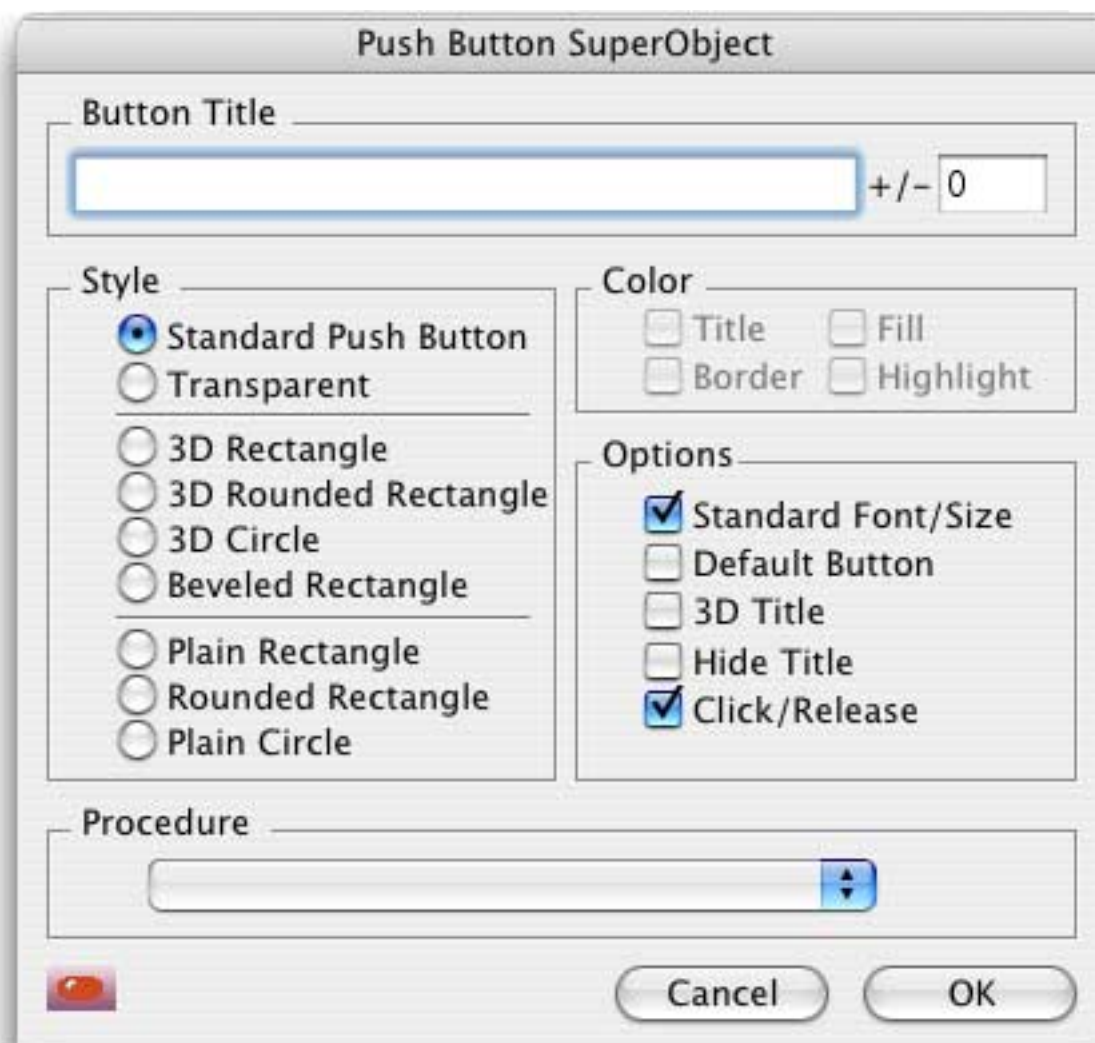 Push Button SuperObject
Button Title
+/- 0
Style
Standard Push Button
Transparent
3D Rectangle
3D Rounded Rectangle
3D Circle
Beveled Rectangle
Plain Rectangle
Rounded Rectangle
Plain Circle
Color
Title Fill
Border Highlight
Options
Standard Font/Size
Default Button
3D Title
Hide Title
Click/Release
Procedure
Cancel OK